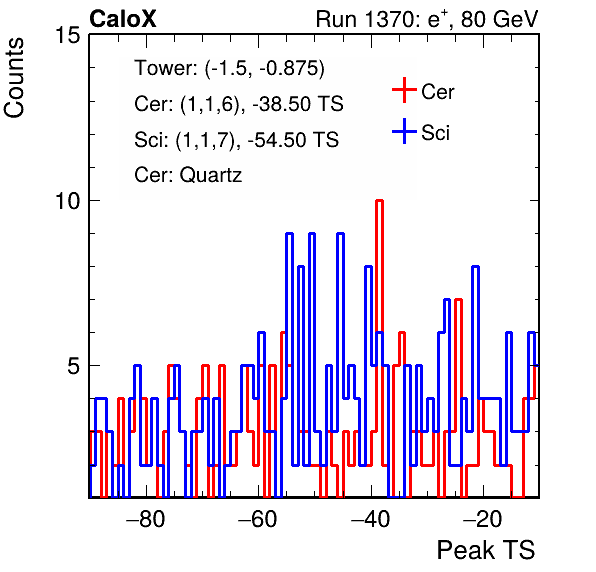 CaloX Run 1370: e⁺, 80 GeV
Counts
15
Tower: (-1.5, -0.875)
Cer: (1,1,6), -38.50 TS
Sci: (1,1,7), -54.50 TS
Cer: Quartz
Cer
Sci
10
5
−80 −60 −40 −20
Peak TS